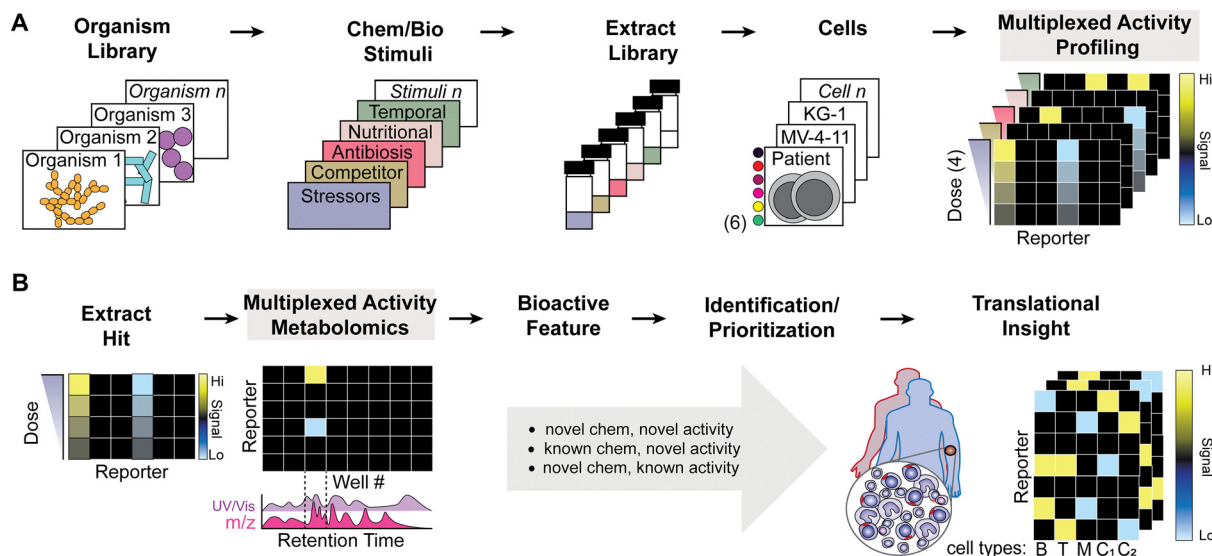 A
Organism
Library
Chem/Bio
Stimuli
Extract
Library
Cells
Multiplexed Activity
Profiling
Organism n
Organism 3
Organism 2
Organism 1
Stimuli n
Temporal
Nutritional
Antibiosis
Competitor
Stressors
Cell n
KG-1
MV-4-11
Patient
(6)
Dose (4)
Reporter
Hi
Signal
Lo
B
Extract
Hit
Multiplexed Activity
Metabolomics
Bioactive
Feature
Identification/
Prioritization
Translational
Insight
Dose
Reporter
Hi
Signal
Lo
Reporter
Well #
UV/Vis
m/z
Retention Time
• novel chem, novel activity
• known chem, novel activity
• novel chem, known activity
Reporter
cell types: B T M C₁ C₂
H
Signal
Lo